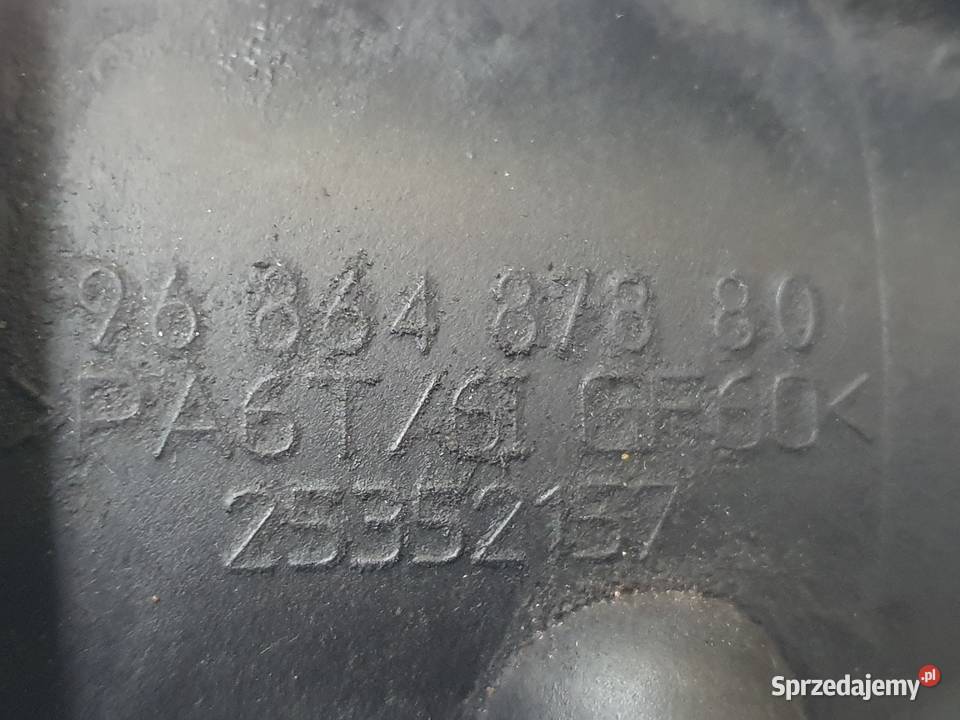 96 864 878 80
>PA6T/6I GF60<
25352157
Sprzedajemy.pl